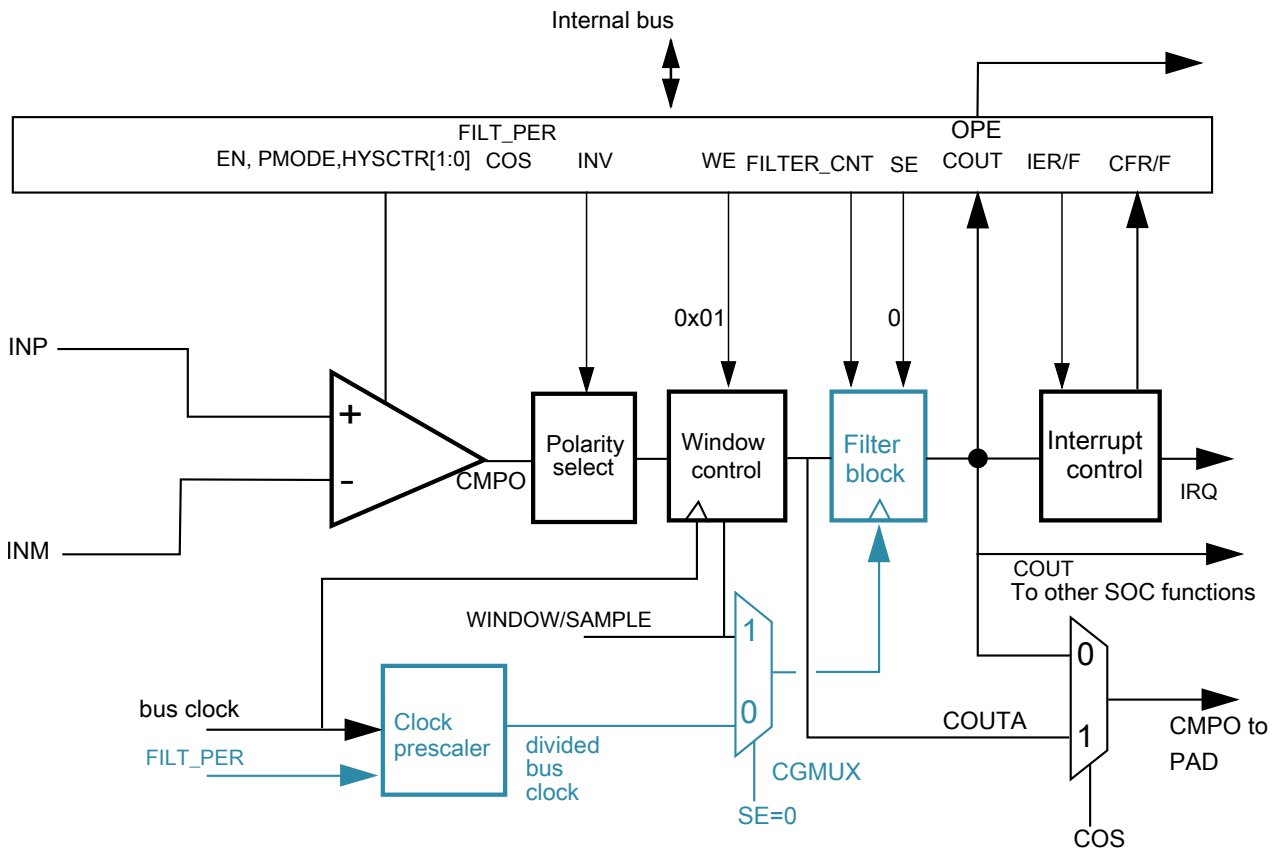 Internal bus
FILT_PER
OPE
EN, PMODE,HYSCTR[1:0] COS INV WE FILTER_CNT SE COUT IER/F CFR/F
0x01
0
INP
+
-
INM
CMPO
Polarity
select
Window
control
Filter
block
Interrupt
control
IRQ
COUT
To other SOC functions
WINDOW/SAMPLE
1
0
0
1
bus clock
FILT_PER
Clock
prescaler
divided
bus
clock
CGMUX
SE=0
COUTA
CMPO to
PAD
COS